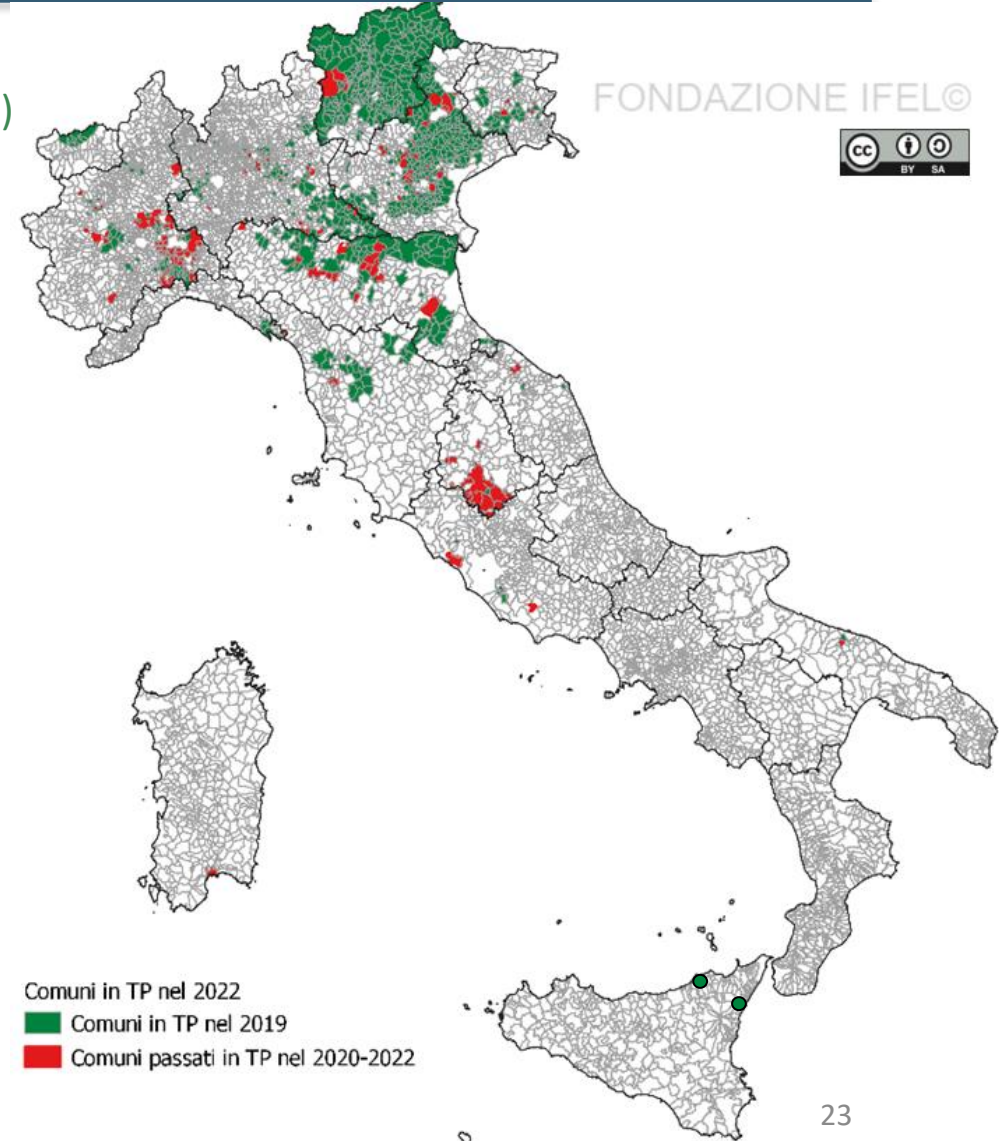 )
FONDAZIONE IFEL©
cc
BY SA
Comuni in TP nel 2022
Comuni in TP nel 2019
Comuni passati in TP nel 2020-2022
23